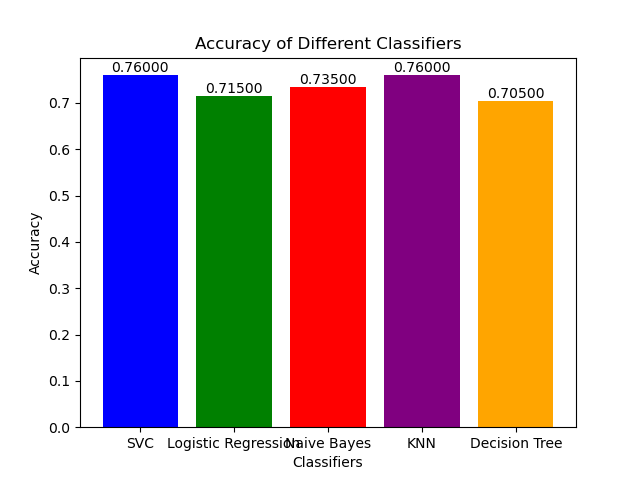 Accuracy of Different Classifiers
0.76000
0.71500
0.73500
0.76000
0.70500
0.7
0.6
0.5
0.4
0.3
0.2
0.1
0.0
Accuracy
SVC
Logistic Regression
Naive Bayes
KNN
Decision Tree
Classifiers